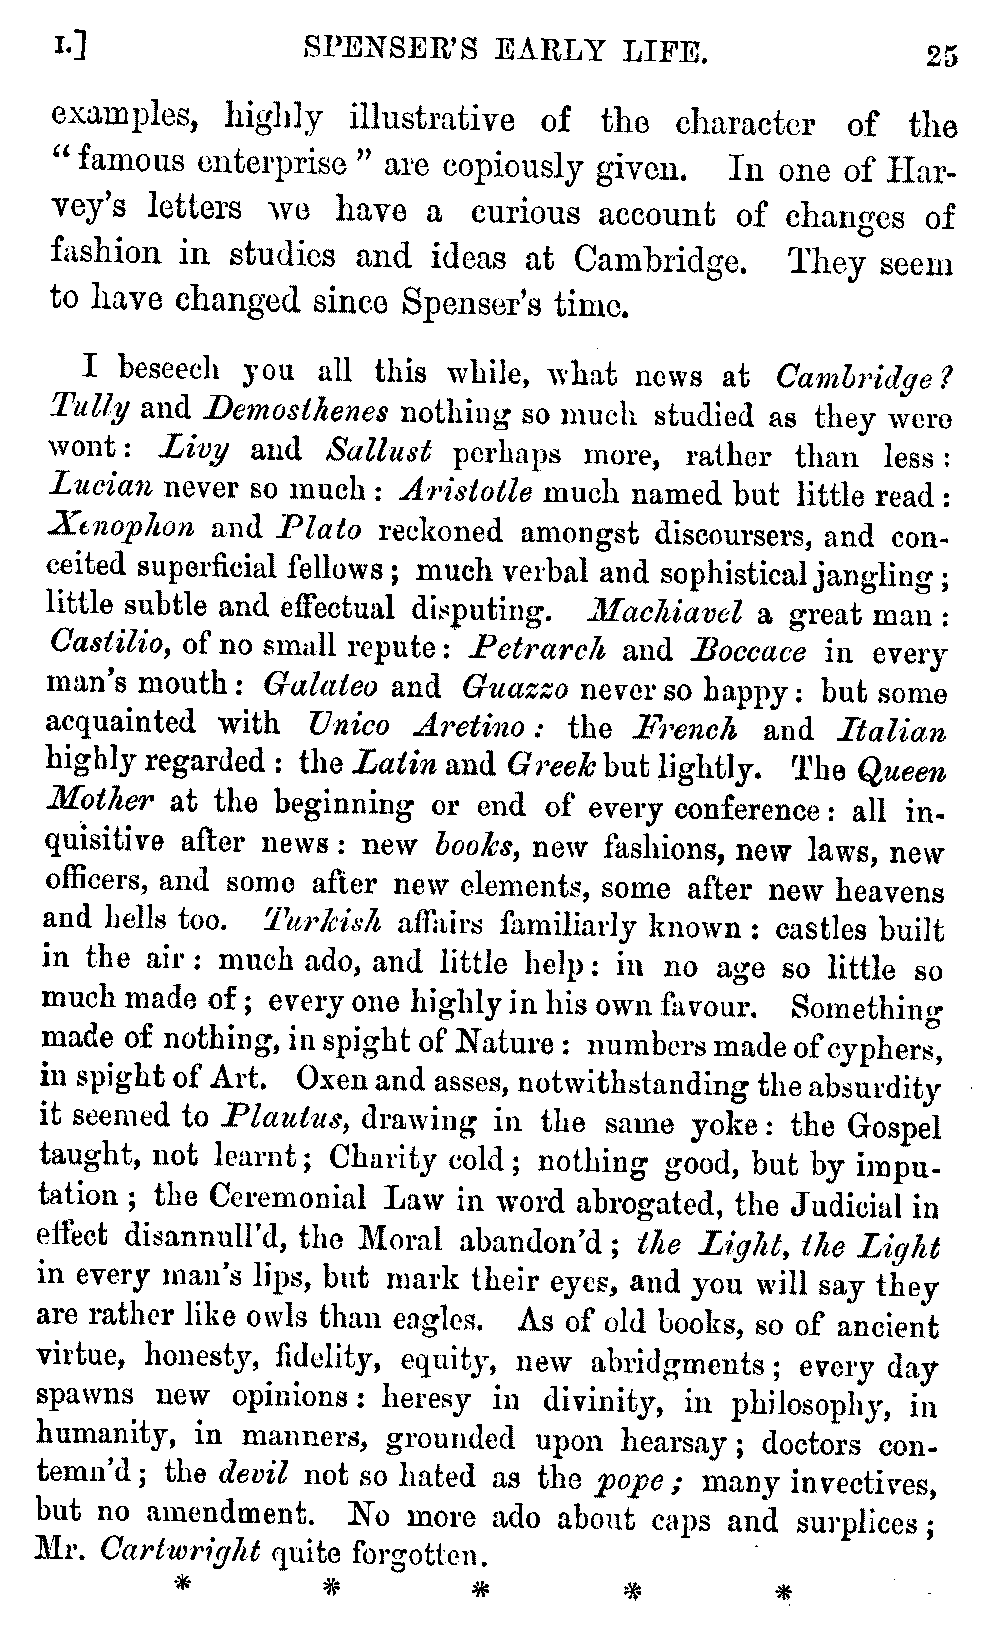 I.] SPENSER'S EARLY LIFE. 25
examples, highly illustrative of the character of the
“famous enterprise” are copiously given. In one of Har-
vey's letters we have a curious account of changes of
fashion in studies and ideas at Cambridge. They seem
to have changed since Spenser's time.
I beseech you all this while, what news at Cambridge?
Tully and Demosthenes nothing so much studied as they were
wont: Livy and Sallust perhaps more, rather than less:
Lucian never so much: Aristotle much named but little read:
Xenophon and Plato reckoned amongst discoursers, and con-
ceited superficial fellows; much verbal and sophistical jangling;
little subtle and effectual disputing. Machiavel a great man:
Castilio, of no small repute: Petrarch and Boccace in every
man's mouth: Galateo and Guazzo never so happy: but some
acquainted with Unico Aretino: the French and Italian
highly regarded: the Latin and Greek but lightly. The Queen
Mother at the beginning or end of every conference: all in-
quisitive after news: new books, new fashions, new laws, new
officers, and some after new elements, some after new heavens
and hells too. Turkish affairs familiarly known: castles built
in the air: much ado, and little help: in no age so little so
much made of; every one highly in his own favour. Something
made of nothing, in spight of Nature: numbers made of cyphers,
in spight of Art. Oxen and asses, notwithstanding the absurdity
it seemed to Plautus, drawing in the same yoke: the Gospel
taught, not learnt; Charity cold; nothing good, but by impu-
tation; the Ceremonial Law in word abrogated, the Judicial in
effect disannull'd, the Moral abandon'd; the Light, the Light
in every man's lips, but mark their eyes, and you will say they
are rather like owls than eagles. As of old books, so of ancient
virtue, honesty, fidelity, equity, new abridgments; every day
spawns new opinions: heresy in divinity, in philosophy, in
humanity, in manners, grounded upon hearsay; doctors con-
temn'd; the devil not so hated as the pope; many invectives,
but no amendment. No more ado about caps and surplices;
Mr. Cartwright quite forgotten.
* * * * *